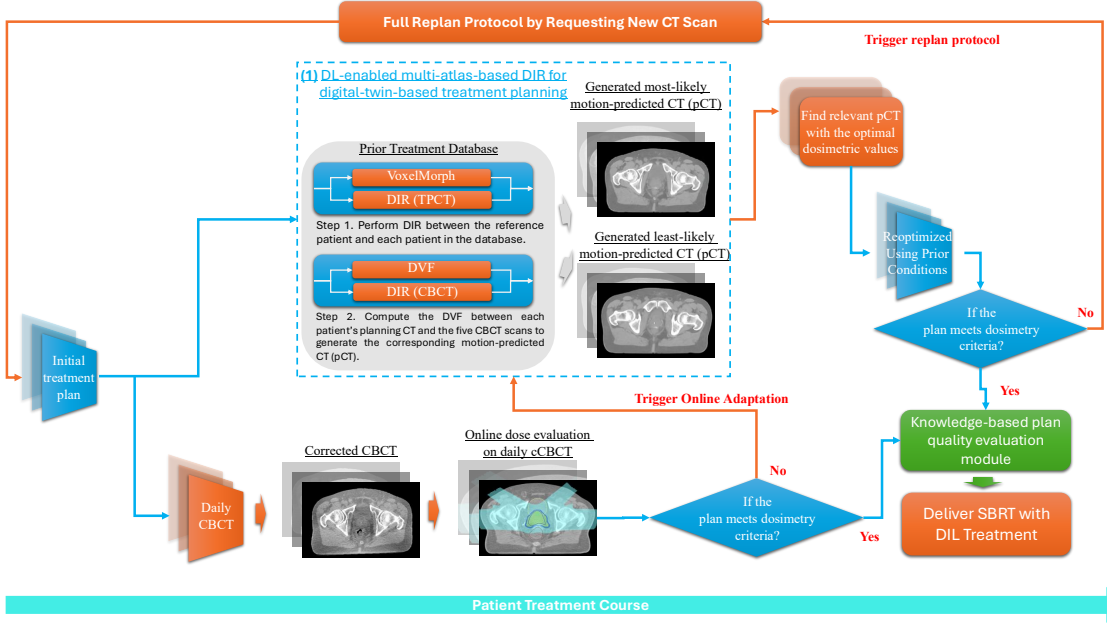 Full Replan Protocol by Requesting New CT Scan
Trigger replan protocol
(1) DL-enabled multi-atlas-based DIR for
digital-twin-based treatment planning
Generated most-likely
motion-predicted CT (pCT)
Prior Treatment Database
VoxelMorph
DIR (TPCT)
Step 1. Perform DIR between the reference
patient and each patient in the database.
DVF
DIR (CBCT)
Step 2. Compute the DVF between each
patient's planning CT and the five CBCT scans to
generate the corresponding motion-predicted
CT (pCT).
Generated least-likely
motion-predicted CT (pCT)
Find relevant pCT
with the optimal
dosimetric values
Reoptimized
Using Prior
Conditions
If the
plan meets dosimetry
criteria?
No
Yes
Initial
treatment
plan
Trigger Online Adaptation
Daily
CBCT
Corrected CBCT
Online dose evaluation
on daily cCBCT
If the
plan meets dosimetry
criteria?
No
Yes
Knowledge-based plan
quality evaluation
module
Deliver SBRT with
DIL Treatment
Patient Treatment Course